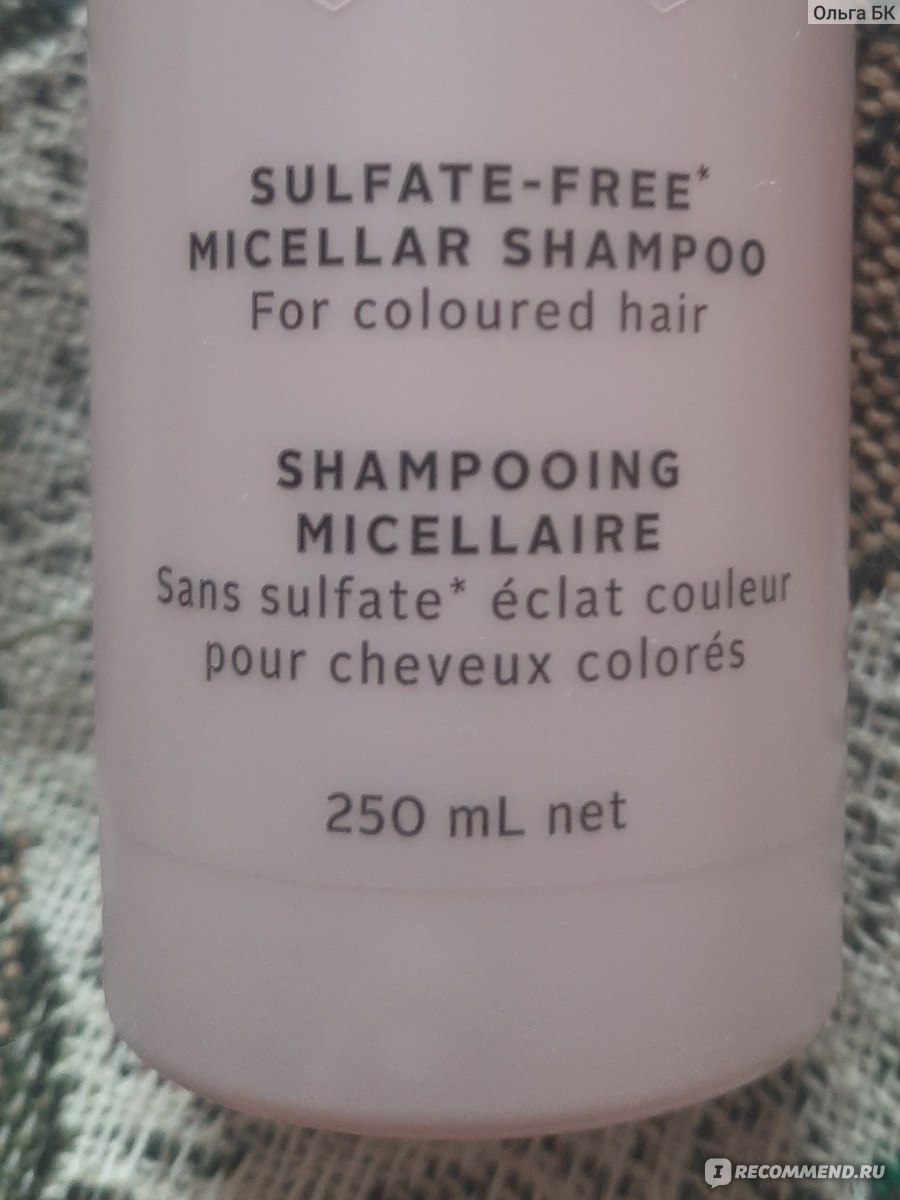 Ольга БК
SULFATE-FREE*
MICELLAR SHAMPOO
For coloured hair
SHAMPOOING
MICELLAIRE
Sans sulfate* éclat couleur
pour cheveux colorés
250 mL net
I RECOMMEND.RU